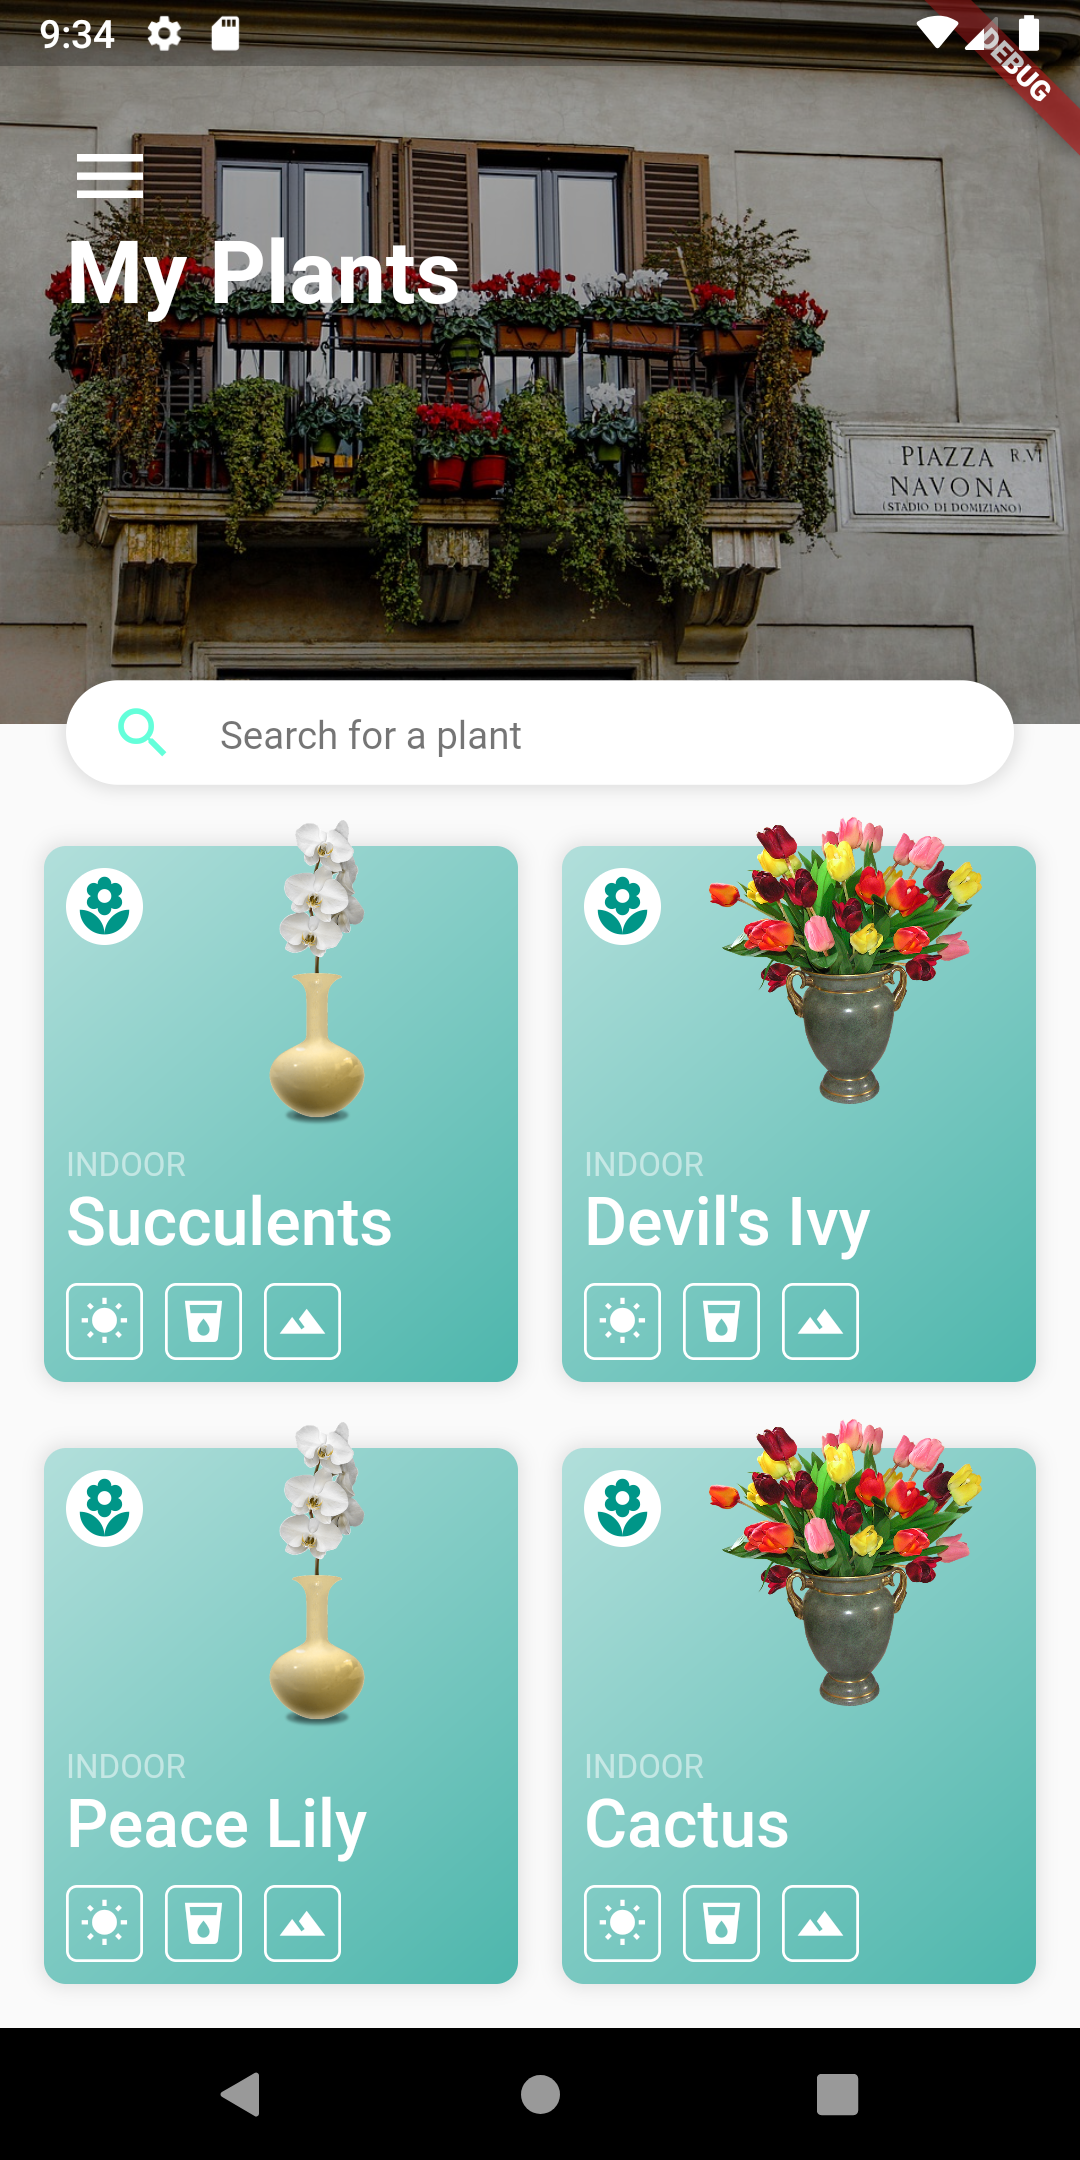 9:34
DEBUG
My Plants
PIAZZA R.VI
NAVONA
(STADIO DI DOMIZIANO)
Search for a plant
INDOOR
Succulents
INDOOR
Devil's Ivy
INDOOR
Peace Lily
INDOOR
Cactus